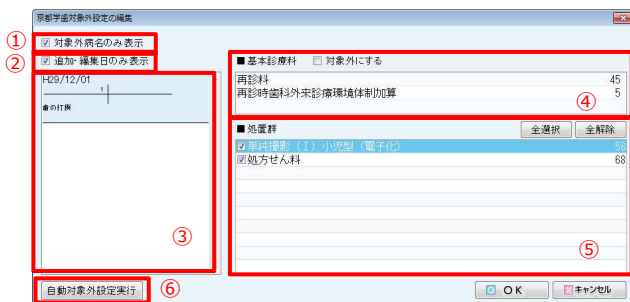 京都学歯対象外設定の編集
① 対象外病名のみ表示
② 追加・編集日のみ表示
H29/12/01
1
歯の打撲
③
■基本診療料 対象外にする
再診料 45
再診時歯科外来診療環境体制加算 5
④
■処置群 全選択 全解除
単純撮影（Ⅰ）小児型（電子化） 58
処方せん料 68
⑤
自動対象外設定実行 ⑥
OK キャンセル